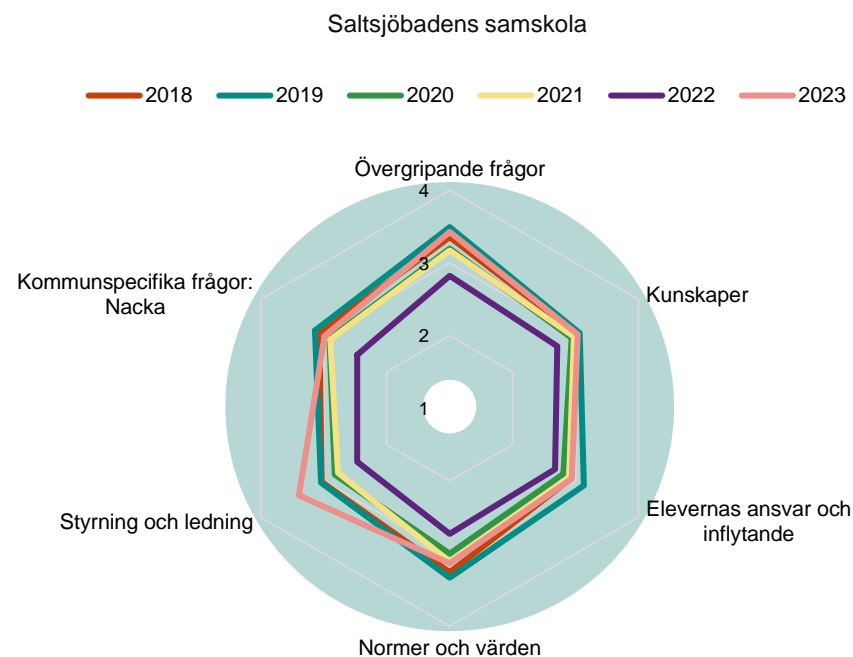 Saltsjöbadens samskola
2018 2019 2020 2021 2022 2023
Övergripande frågor
4
Kommunspecifika frågor:
Nacka
3
Kunskaper
2
1
Styrning och ledning
Elevernas ansvar och
inflytande
Normer och värden